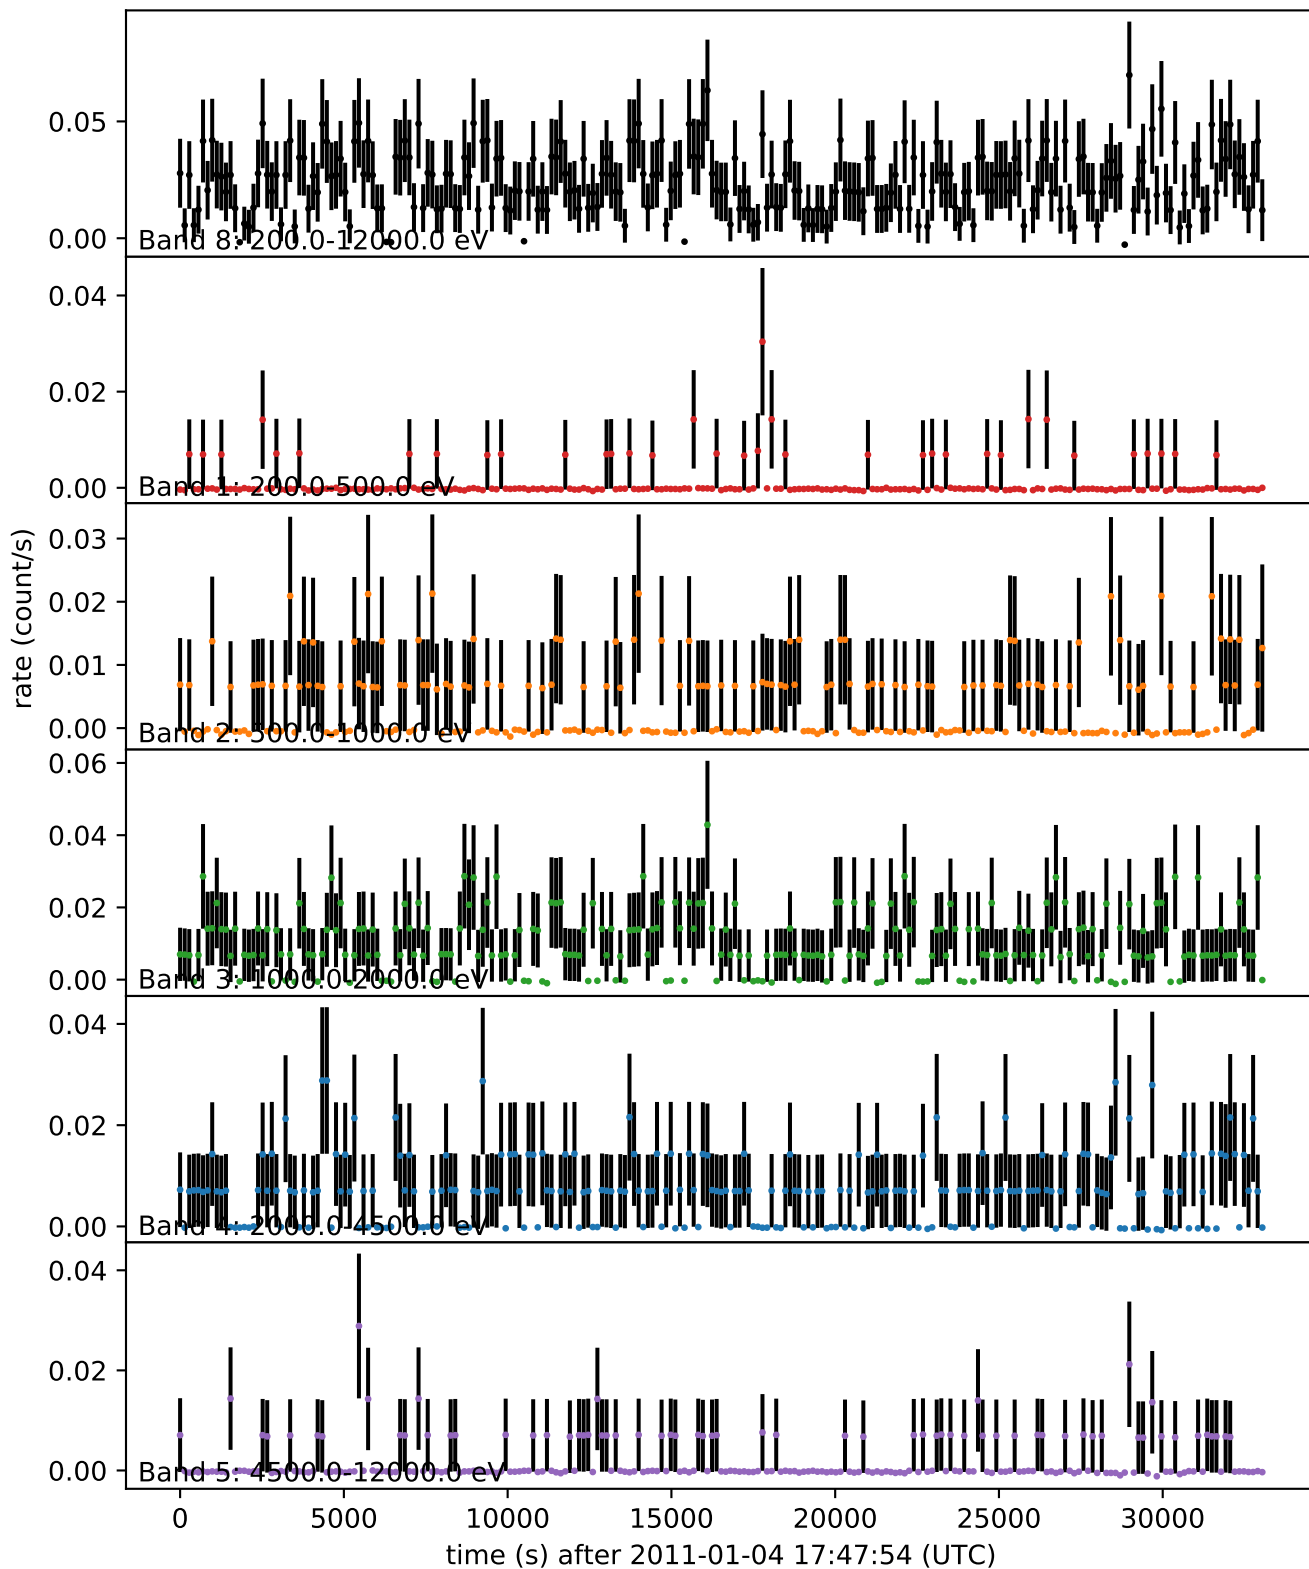 0.05
0.00
Band 8: 200.0-12000.0 eV
0.04
0.02
0.00
Band 1: 200.0-500.0 eV
0.03
0.02
0.01
0.00
Band 2: 500.0-1000.0 eV
rate (count/s)
0.06
0.04
0.02
0.00
Band 3: 1000.0-2000.0 eV
0.04
0.02
0.00
Band 4: 2000.0-4500.0 eV
0.04
0.02
0.00
Band 5: 4500.0-12000.0 eV
0 5000 10000 15000 20000 25000 30000
time (s) after 2011-01-04 17:47:54 (UTC)